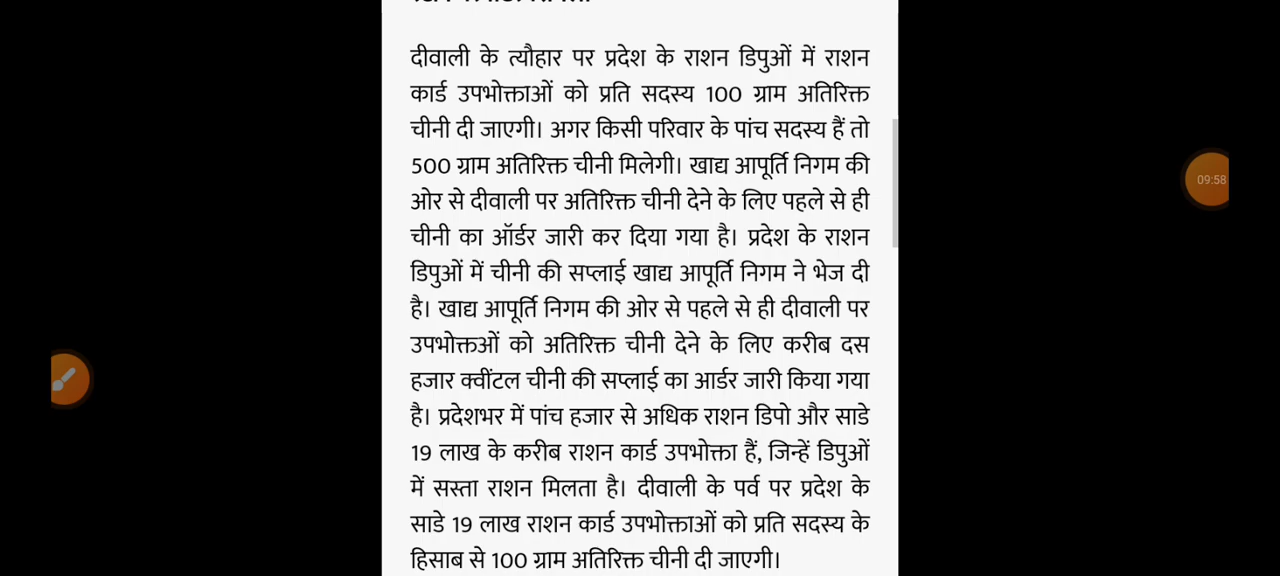 दीवाली के त्यौहार पर प्रदेश के राशन डिपुओं में राशन
कार्ड उपभोक्ताओं को प्रति सदस्य 100 ग्राम अतिरिक्त
चीनी दी जाएगी। अगर किसी परिवार के पांच सदस्य हैं तो
500 ग्राम अतिरिक्त चीनी मिलेगी। खाद्य आपूर्ति निगम की
ओर से दीवाली पर अतिरिक्त चीनी देने के लिए पहले से ही
चीनी का ऑर्डर जारी कर दिया गया है। प्रदेश के राशन
डिपुओं में चीनी की सप्लाई खाद्य आपूर्ति निगम ने भेज दी
है। खाद्य आपूर्ति निगम की ओर से पहले से ही दीवाली पर
उपभोक्तओं को अतिरिक्त चीनी देने के लिए करीब दस
हजार क्वींटल चीनी की सप्लाई का आर्डर जारी किया गया
है। प्रदेशभर में पांच हजार से अधिक राशन डिपो और साडे
19 लाख के करीब राशन कार्ड उपभोक्ता हैं, जिन्हें डिपुओं
में सस्ता राशन मिलता है। दीवाली के पर्व पर प्रदेश के
साडे 19 लाख राशन कार्ड उपभोक्ताओं को प्रति सदस्य के
हिसाब से 100 ग्राम अतिरिक्त चीनी दी जाएगी।
09:58